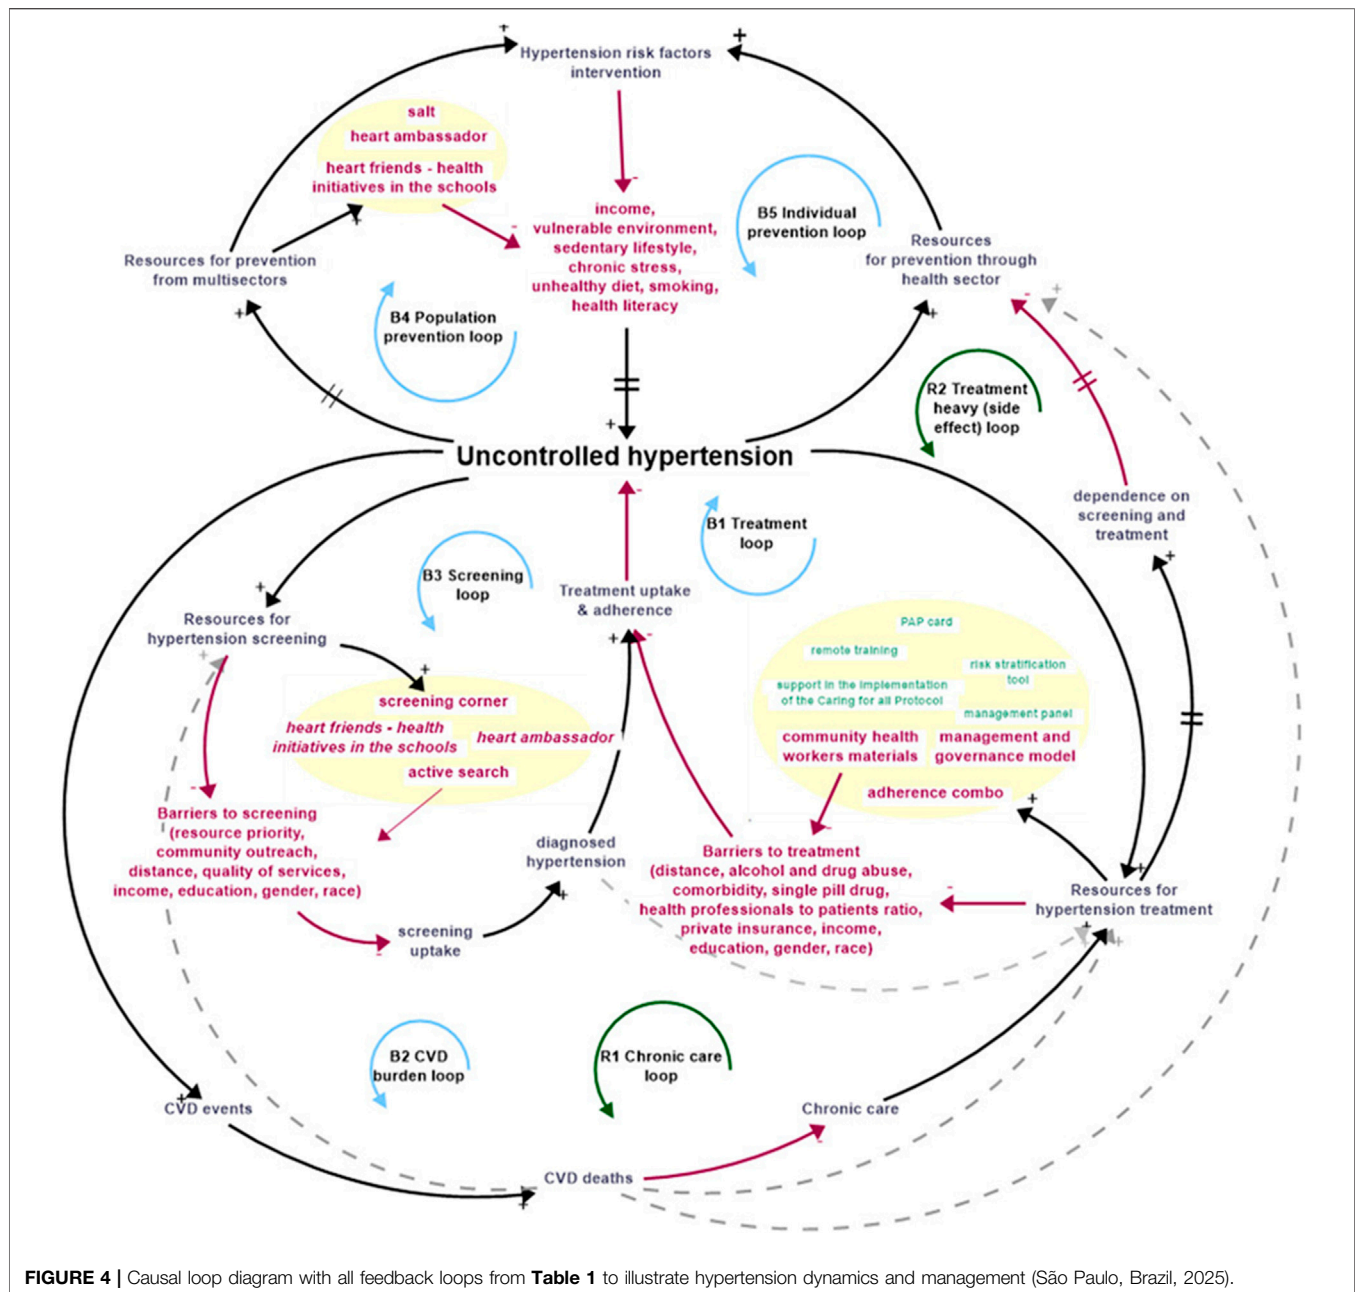 Hypertension risk factors
intervention
salt
heart ambassador
heart friends - health
initiatives in the schools
income,
vulnerable environment,
sedentary lifestyle,
chronic stress,
unhealthy diet, smoking,
health literacy
B5 Individual
prevention loop
Resources
for prevention through
health sector
Resources for prevention
from multisectors
B4 Population
prevention loop
R2 Treatment
heavy (side
effect) loop
Uncontrolled hypertension
dependence on
screening and
treatment
B1 Treatment
loop
B3 Screening
loop
Treatment uptake
& adherence
Resources for
hypertension screening
PAP card
remote training
risk stratification
tool
support in the implementation
of the Caring for all Protocol
management panel
community health
workers materials
management and
governance model
adherence combo
screening corner
heart friends - health
initiatives in the schools
heart ambassador
active search
Barriers to screening
(resource priority,
community outreach,
distance, quality of services,
income, education, gender, race)
diagnosed
hypertension
Barriers to treatment
(distance, alcohol and drug abuse,
comorbidity, single pill drug,
health professionals to patients ratio,
private insurance, income,
education, gender, race)
Resources for
hypertension treatment
screening
uptake
B2 CVD
burden loop
R1 Chronic care
loop
CVD events
Chronic care
CVD deaths
FIGURE 4 | Causal loop diagram with all feedback loops from Table 1 to illustrate hypertension dynamics and management (São Paulo, Brazil, 2025).